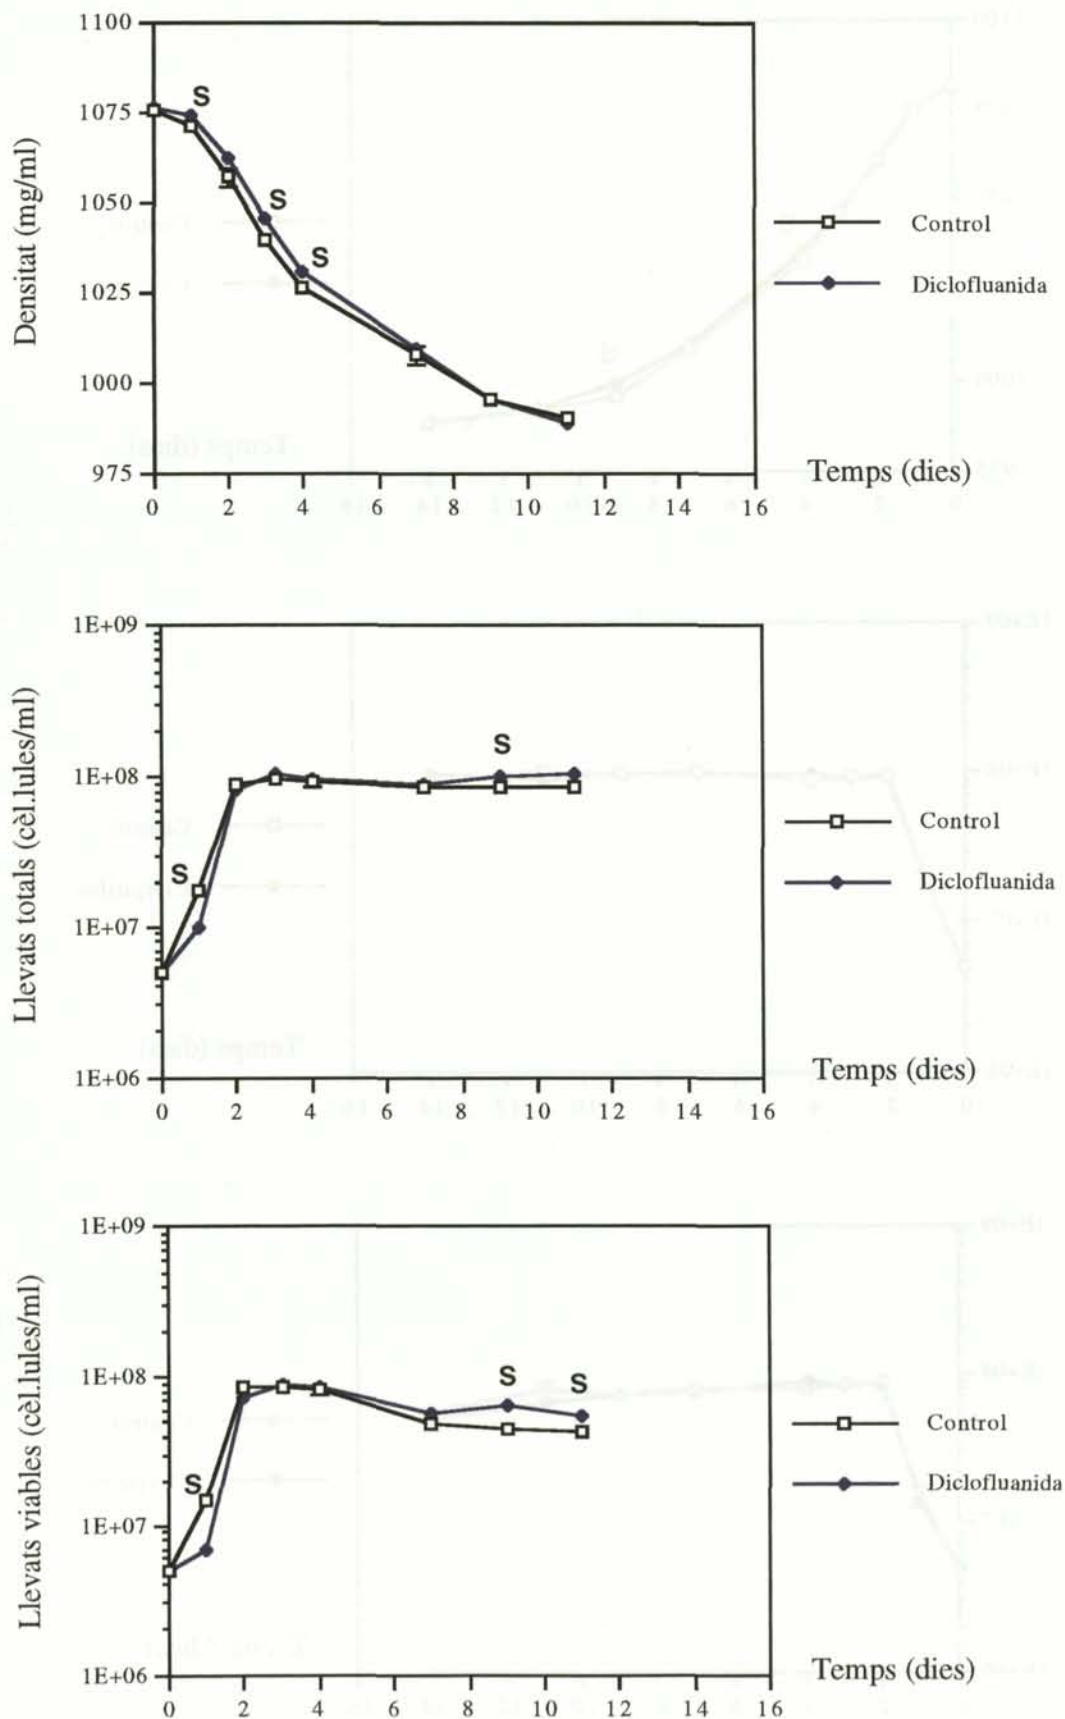 1100
1075
1050
1025
1000
975
Densitat (mg/ml)
S
S
S
Control
Diclofluanida
Temps (dies)
0 2 4 6 8 10 12 14 16
1E+09
1E+08
1E+07
1E+06
Llevats totals (cèl.lules/ml)
S
S
Control
Diclofluanida
Temps (dies)
0 2 4 6 8 10 12 14 16
1E+09
1E+08
1E+07
1E+06
Llevats viables (cèl.lules/ml)
S
S
S
Control
Diclofluanida
Temps (dies)
0 2 4 6 8 10 12 14 16